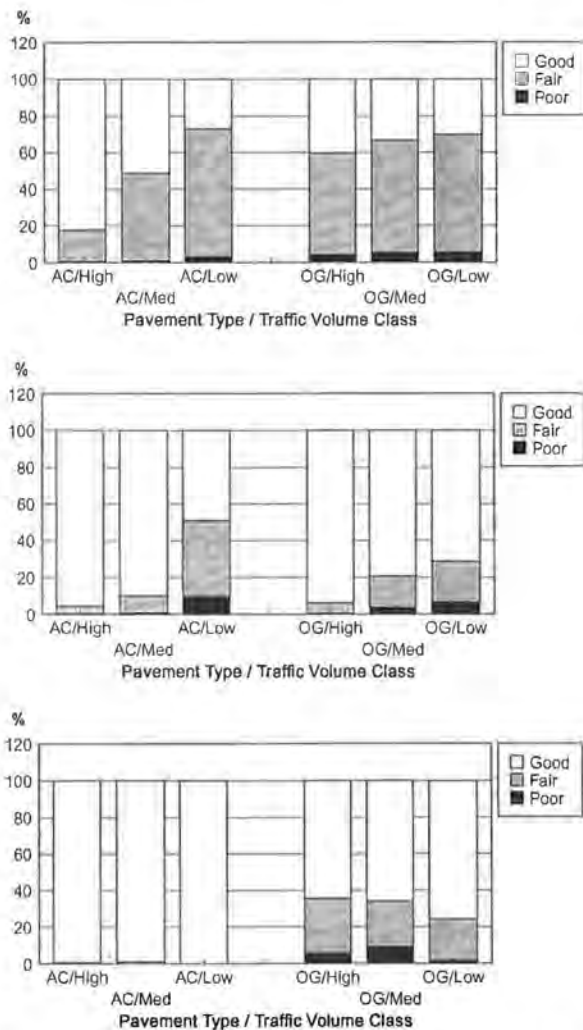 %
120
100
80
60
40
20
0
Good
Fair
Poor
AC/High AC/Low OG/High OG/Low
AC/Med OG/Med
Pavement Type / Traffic Volume Class
%
120
100
80
60
40
20
0
Good
Fair
Poor
AC/High AC/Low OG/High OG/Low
AC/Med OG/Med
Pavement Type / Traffic Volume Class
%
120
100
80
60
40
20
0
Good
Fair
Poor
AC/High AC/Low OG/High OG/Low
AC/Med OG/Med
Pavement Type / Traffic Volume Class